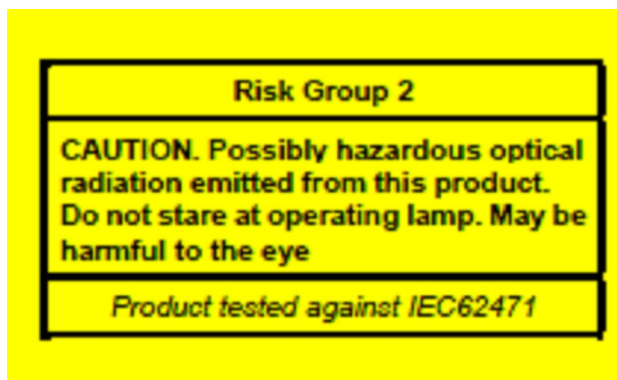 Risk Group 2
CAUTION. Possibly hazardous optical
radiation emitted from this product.
Do not stare at operating lamp. May be
harmful to the eye
Product tested against IEC62471